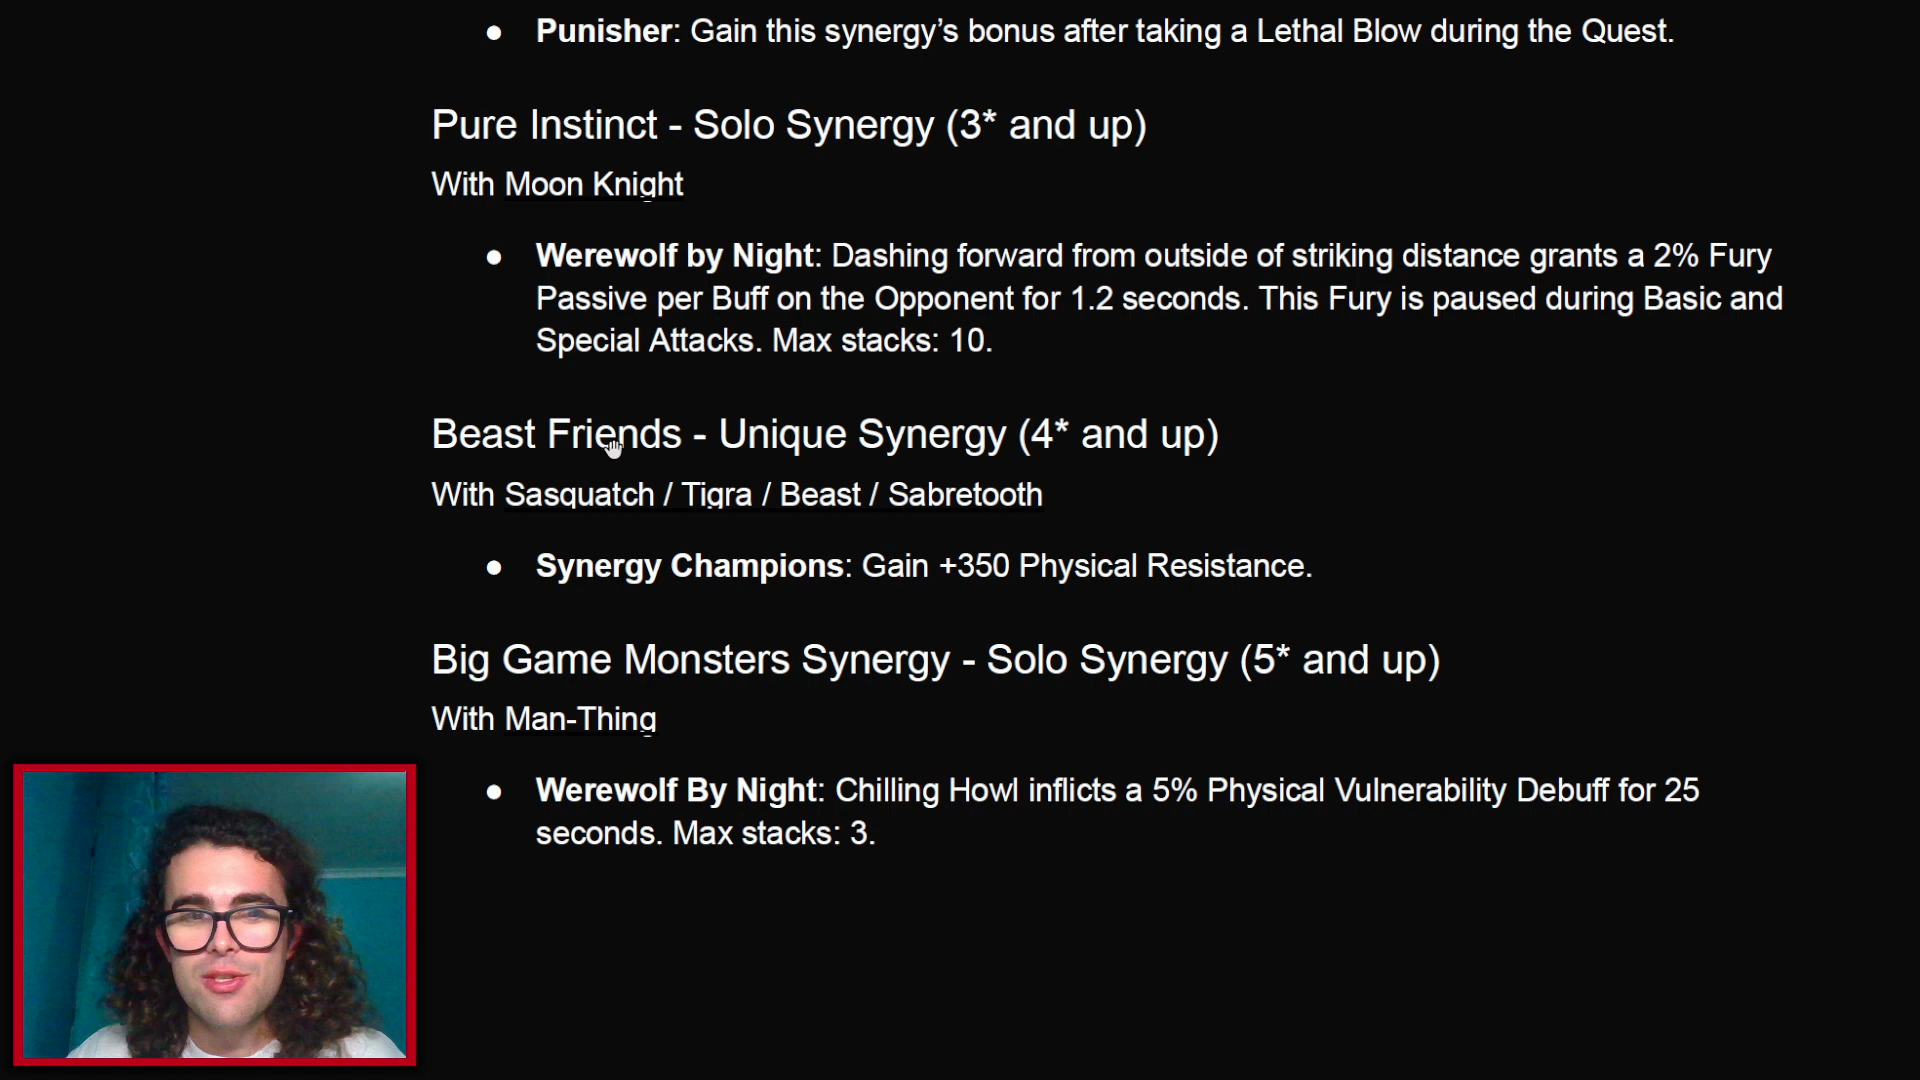 ● Punisher: Gain this synergy’s bonus after taking a Lethal Blow during the Quest.
Pure Instinct - Solo Synergy (3* and up)
With Moon Knight
● Werewolf by Night: Dashing forward from outside of striking distance grants a 2% Fury
Passive per Buff on the Opponent for 1.2 seconds. This Fury is paused during Basic and
Special Attacks. Max stacks: 10.
Beast Friends - Unique Synergy (4* and up)
With Sasquatch / Tigra / Beast / Sabretooth
● Synergy Champions: Gain +350 Physical Resistance.
Big Game Monsters Synergy - Solo Synergy (5* and up)
With Man-Thing
● Werewolf By Night: Chilling Howl inflicts a 5% Physical Vulnerability Debuff for 25
seconds. Max stacks: 3.